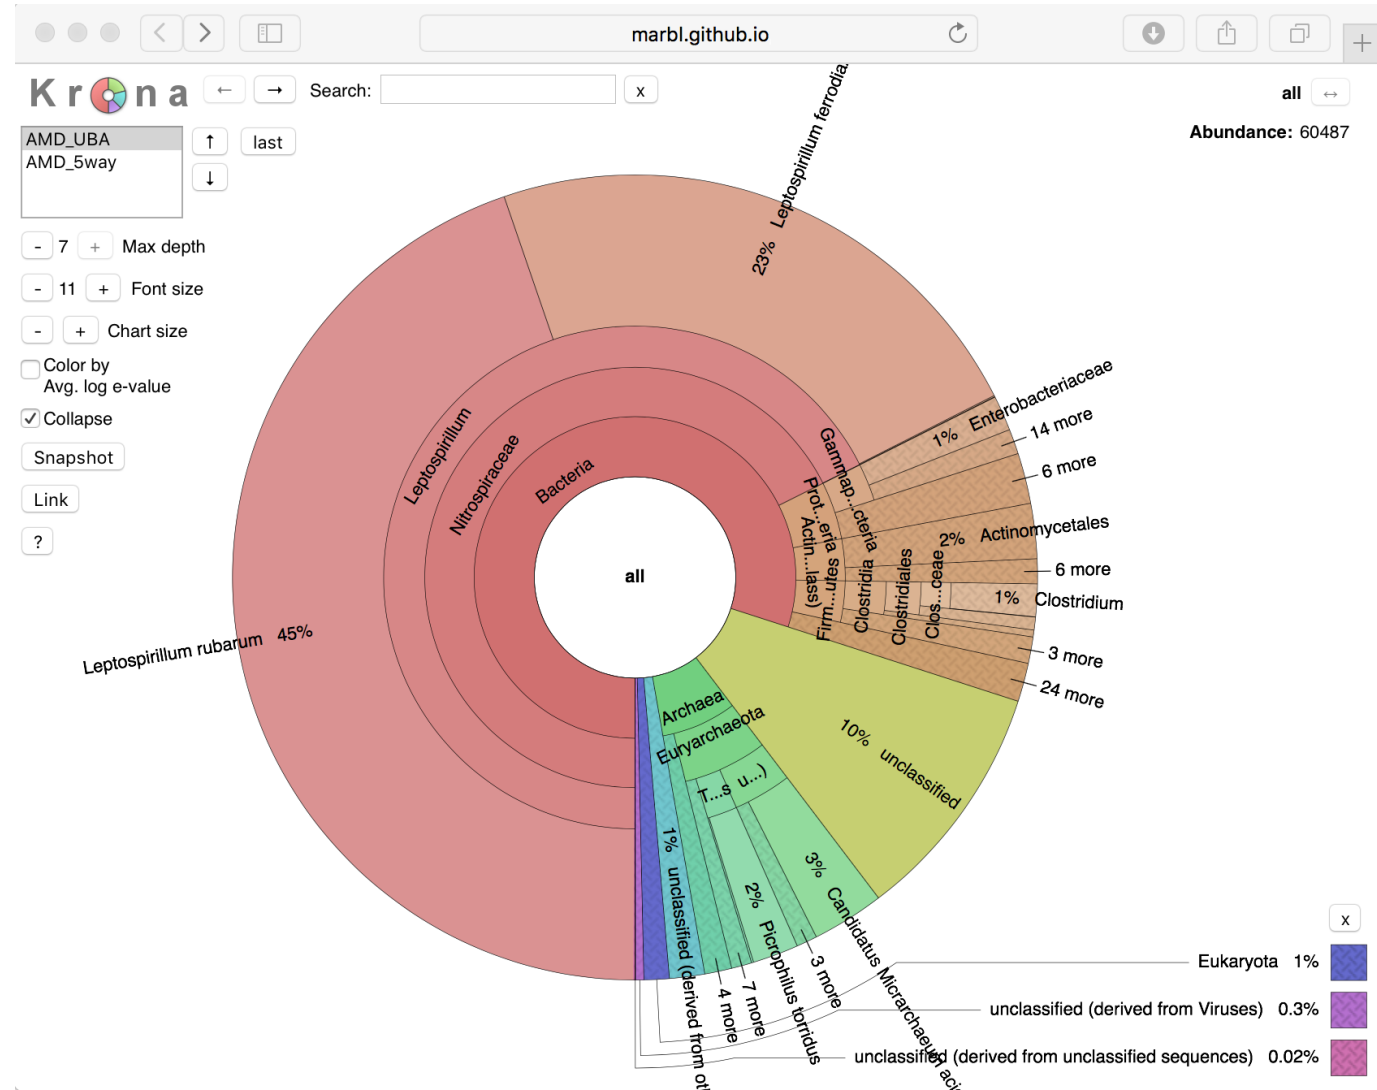 marbl.github.io
Krona
← → Search: x
all ↔
Abundance: 60487
AMD_UBA
AMD_5way
↑ last
↓
- 7 + Max depth
- 11 + Font size
- + Chart size
Color by
Avg. log e-value
Collapse
Snapshot
Link
?
all
Bacteria
Nitrospiraceae
Leptospirillum
Leptospirillum rubarum 45%
23% Leptospirillum ferrodia
Gammap...cteria
Prot...eria
Actin...lass)
Firm...utes
Clostridia
Clostridiales
Clos...ceae
1% Enterobacteriaceae
14 more
6 more
2% Actinomycetales
6 more
1% Clostridium
3 more
24 more
10% unclassified
Archaea
Euryarchaeota
T...s
u...)
3% Candidatus Micrarchaeum
3 more
2% Picrophilus torridus
7 more
4 more
1% unclassified (derived from
x
Eukaryota 1%
unclassified (derived from Viruses) 0.3%
unclassified (derived from unclassified sequences) 0.02%